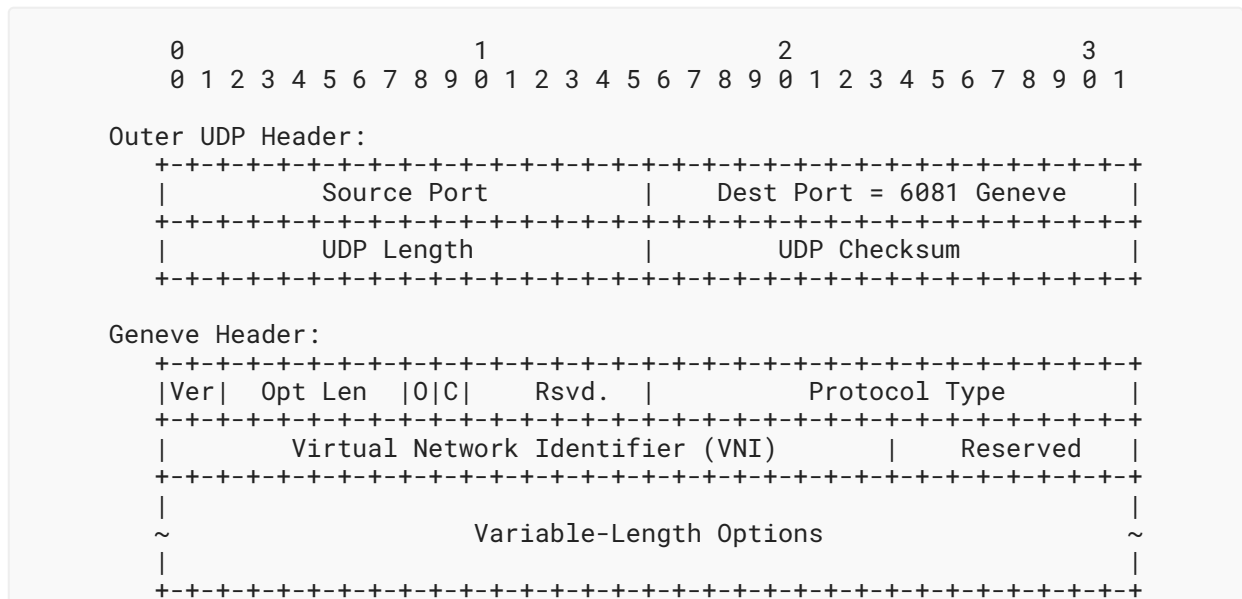 0                   1                   2                   3
    0 1 2 3 4 5 6 7 8 9 0 1 2 3 4 5 6 7 8 9 0 1 2 3 4 5 6 7 8 9 0 1

Outer UDP Header:
   +-+-+-+-+-+-+-+-+-+-+-+-+-+-+-+-+-+-+-+-+-+-+-+-+-+-+-+-+-+-+-+-+
   |          Source Port          |    Dest Port = 6081 Geneve    |
   +-+-+-+-+-+-+-+-+-+-+-+-+-+-+-+-+-+-+-+-+-+-+-+-+-+-+-+-+-+-+-+-+
   |          UDP Length           |        UDP Checksum           |
   +-+-+-+-+-+-+-+-+-+-+-+-+-+-+-+-+-+-+-+-+-+-+-+-+-+-+-+-+-+-+-+-+

Geneve Header:
   +-+-+-+-+-+-+-+-+-+-+-+-+-+-+-+-+-+-+-+-+-+-+-+-+-+-+-+-+-+-+-+-+
   |Ver|  Opt Len  |O|C|    Rsvd.  |          Protocol Type        |
   +-+-+-+-+-+-+-+-+-+-+-+-+-+-+-+-+-+-+-+-+-+-+-+-+-+-+-+-+-+-+-+-+
   |        Virtual Network Identifier (VNI)       |    Reserved   |
   +-+-+-+-+-+-+-+-+-+-+-+-+-+-+-+-+-+-+-+-+-+-+-+-+-+-+-+-+-+-+-+-+
   |                                                               |
   ~                    Variable-Length Options                    ~
   |                                                               |
   +-+-+-+-+-+-+-+-+-+-+-+-+-+-+-+-+-+-+-+-+-+-+-+-+-+-+-+-+-+-+-+-+